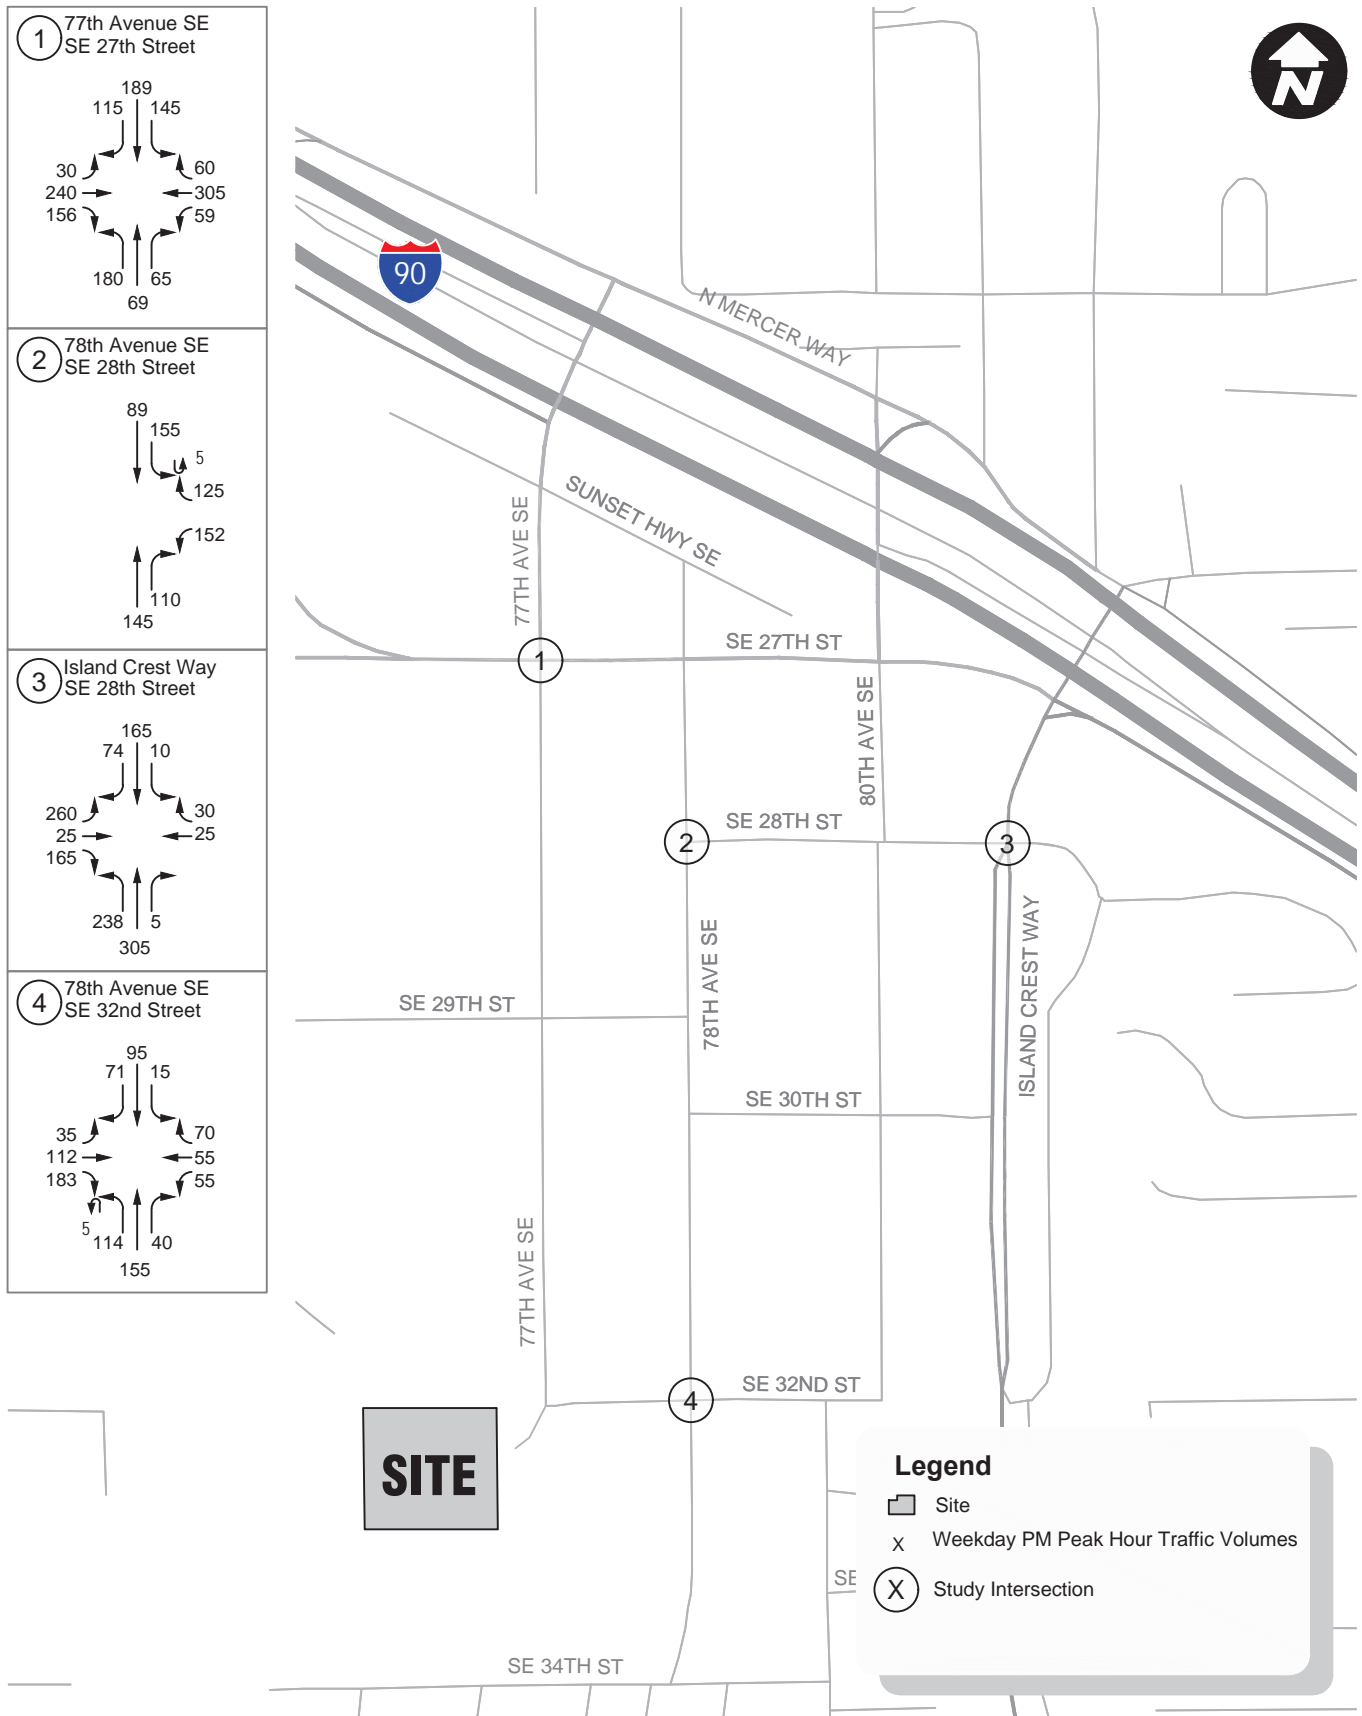 1
77th Avenue SE
SE 27th Street
189
115
145
30
60
240
305
156
59
180
65
69
2
78th Avenue SE
SE 28th Street
89
155
5
125
152
110
145
3
Island Crest Way
SE 28th Street
165
74
10
260
30
25
25
165
238
5
305
4
78th Avenue SE
SE 32nd Street
95
71
15
35
70
112
55
183
55
5
114
40
155
N
90
N MERCER WAY
SUNSET HWY SE
77TH AVE SE
SE 27TH ST
1
80TH AVE SE
SE 28TH ST
2
3
78TH AVE SE
ISLAND CREST WAY
SE 29TH ST
SE 30TH ST
77TH AVE SE
SE 32ND ST
4
SITE
SE
SE 34TH ST
Legend
Site
X Weekday PM Peak Hour Traffic Volumes
X Study Intersection